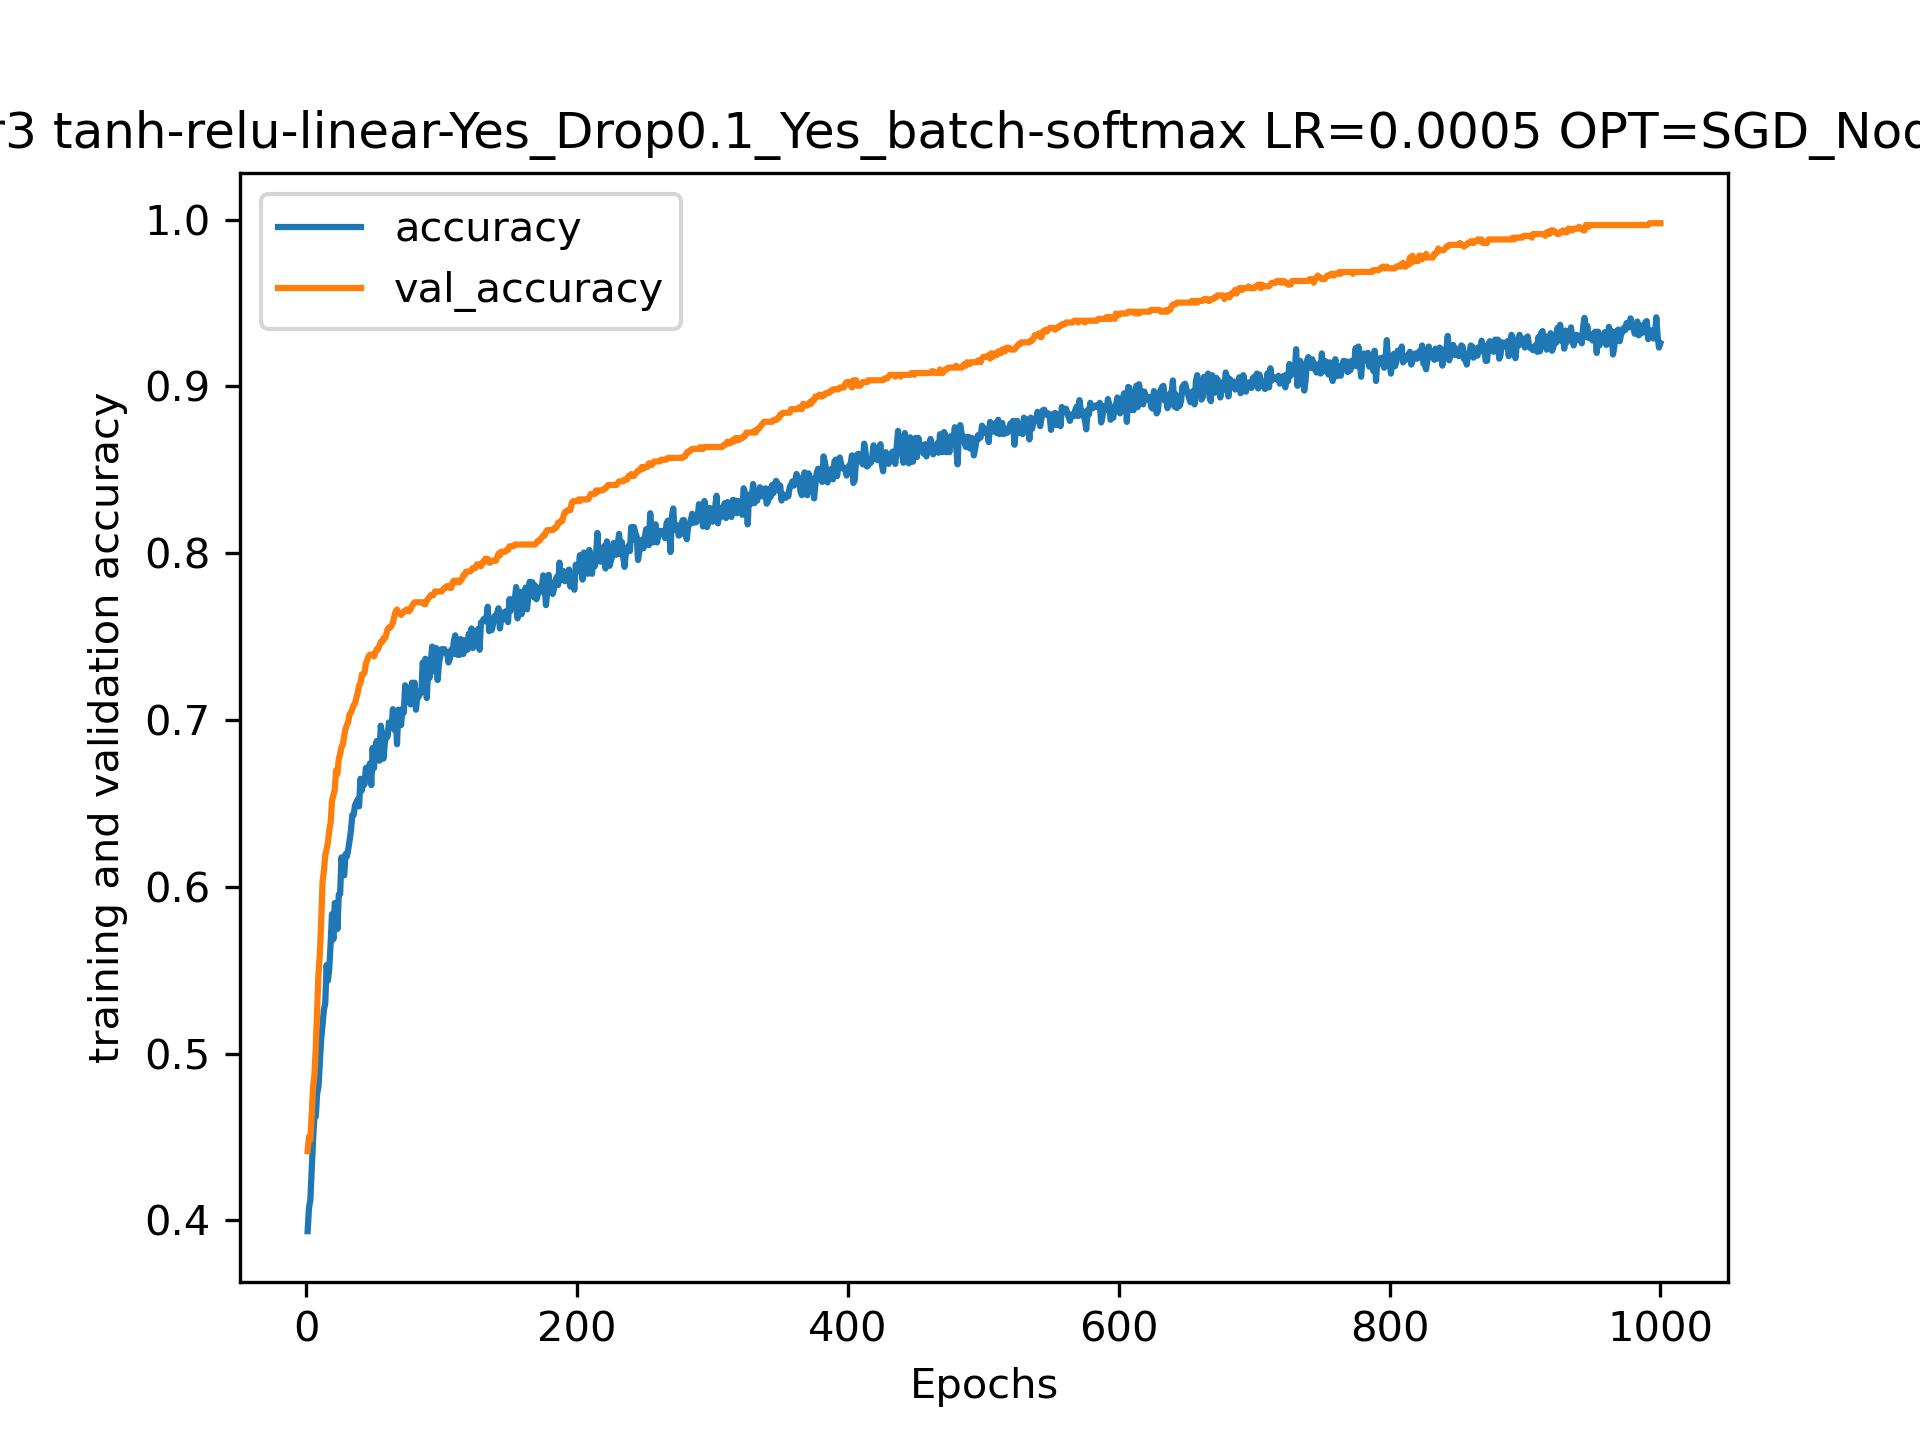 r3 tanh-relu-linear-Yes_Drop0.1_Yes_batch-softmax LR=0.0005 OPT=SGD_Nod
accuracy
val_accuracy
training and validation accuracy
1.0
0.9
0.8
0.7
0.6
0.5
0.4
0 200 400 600 800 1000
Epochs